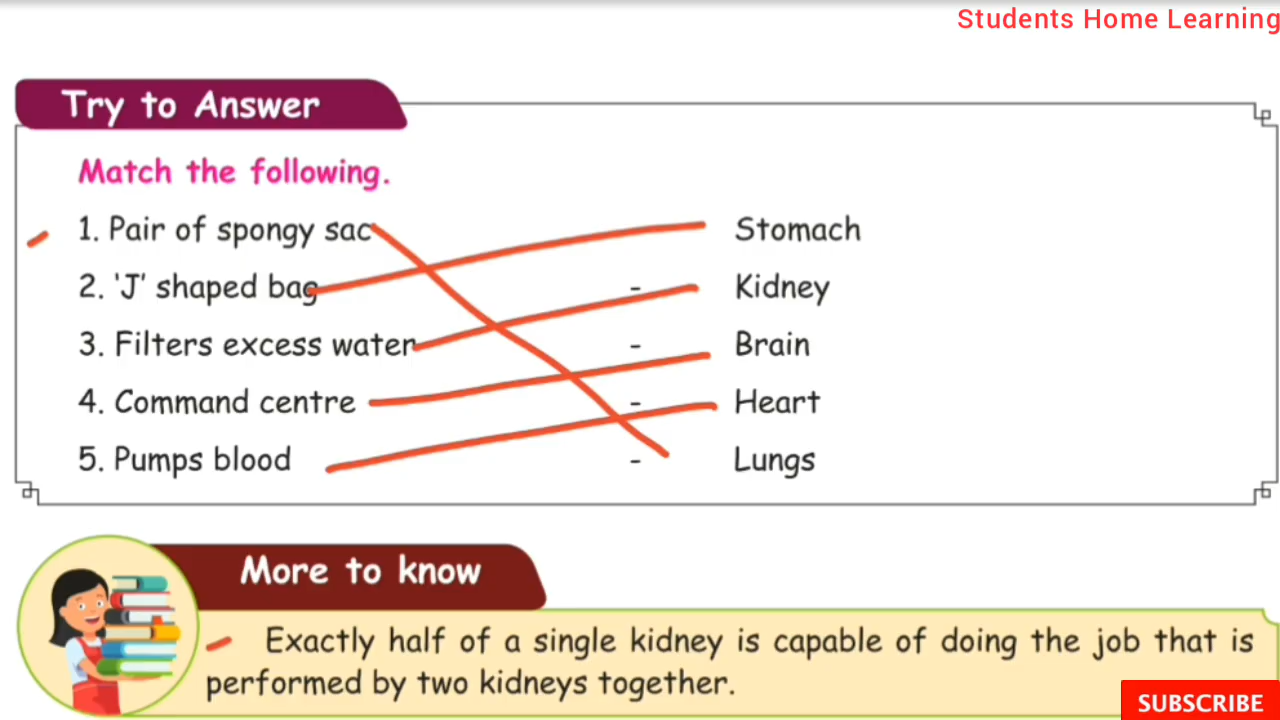 Students Home Learning
Try to Answer
Match the following.
1. Pair of spongy sac Stomach
2. 'J' shaped bag - Kidney
3. Filters excess water - Brain
4. Command centre - Heart
5. Pumps blood - Lungs
More to know
Exactly half of a single kidney is capable of doing the job that is
performed by two kidneys together.
SUBSCRIBE